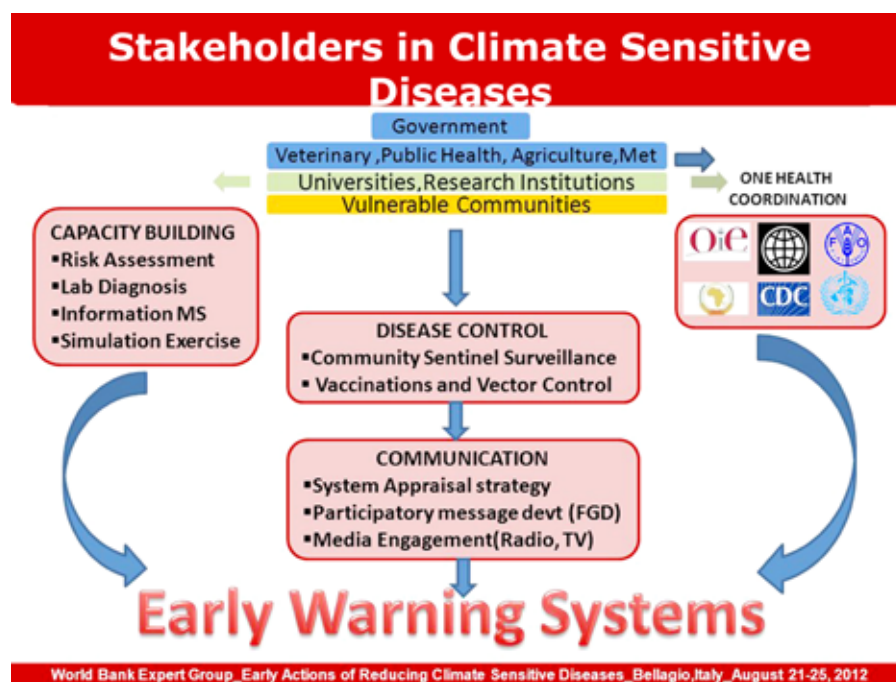 Stakeholders in Climate Sensitive
Diseases
Government
Veterinary ,Public Health, Agriculture,Met
Universities,Research Institutions
Vulnerable Communities
ONE HEALTH
COORDINATION
CAPACITY BUILDING
▪Risk Assessment
▪Lab Diagnosis
▪Information MS
▪Simulation Exercise
OiE
F A O
CDC
DISEASE CONTROL
▪Community Sentinel Surveillance
▪ Vaccinations and Vector Control
COMMUNICATION
▪System Appraisal strategy
▪Participatory message devt (FGD)
▪Media Engagement(Radio, TV)
Early Warning Systems
World Bank Expert Group_Early Actions of Reducing Climate Sensitive Diseases_Bellagio,Italy_August 21-25, 2012